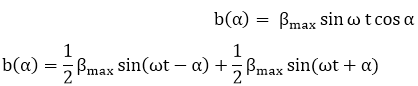 b(α) = β_max sin ω t cos α
b(α) = 1/2 β_max sin(ωt − α) + 1/2 β_max sin(ωt + α)